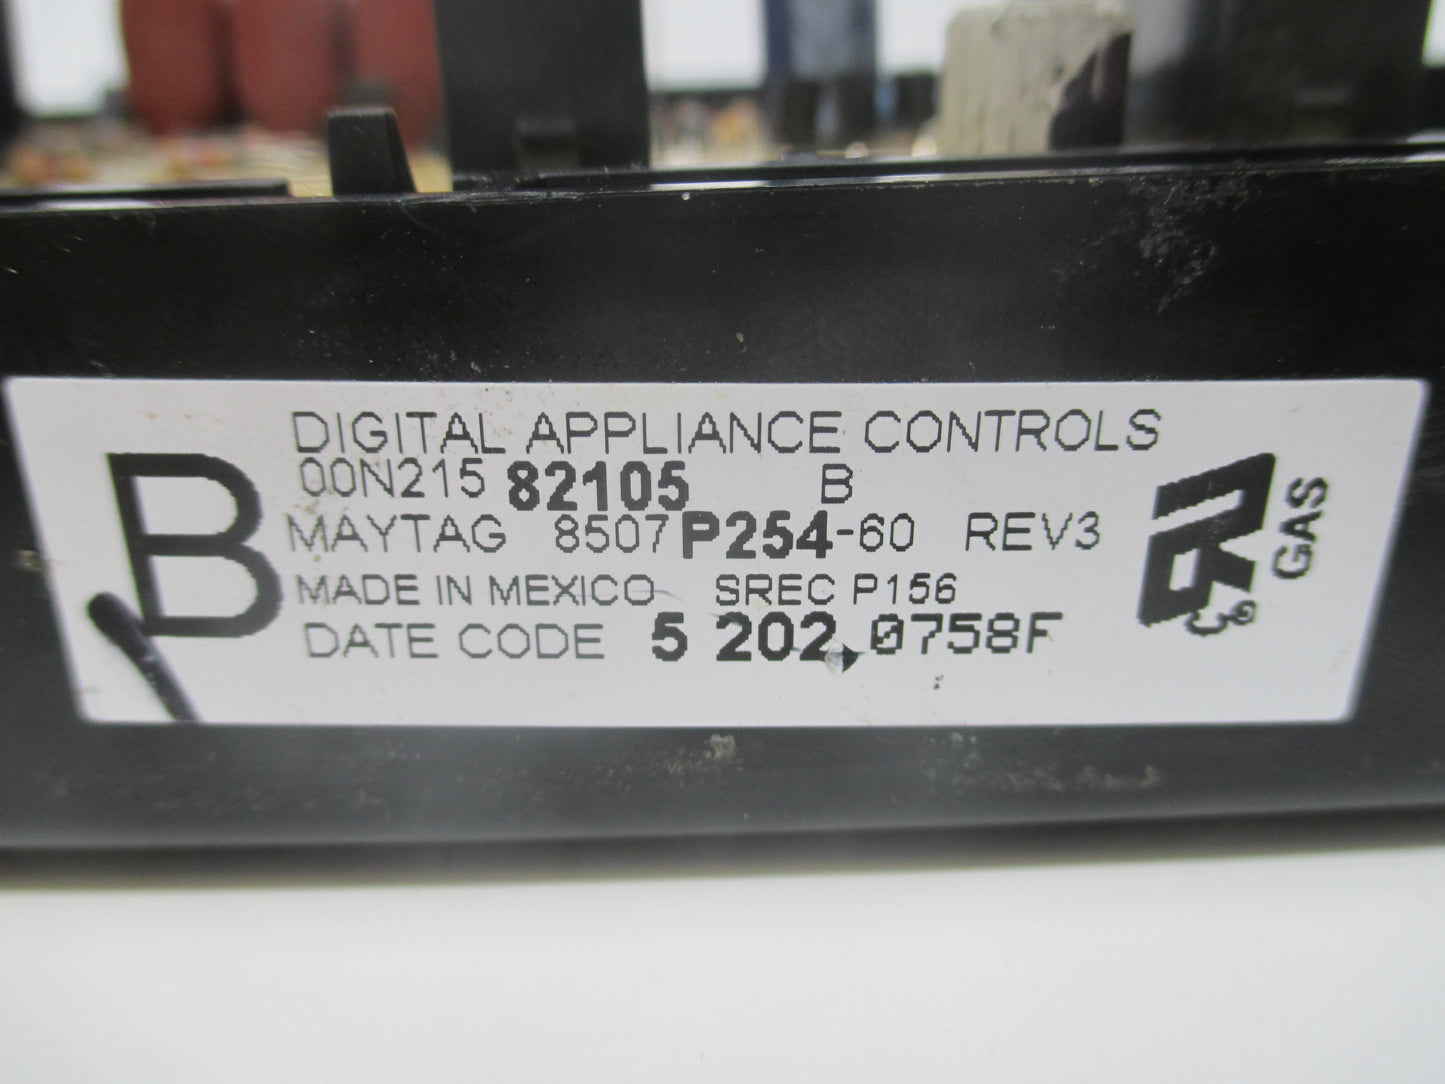 B
DIGITAL APPLIANCE CONTROLS
00N215 82105 B
MAYTAG 8507P254-60 REV3
MADE IN MEXICO SREC P156
DATE CODE 5 202 0758F
GAS